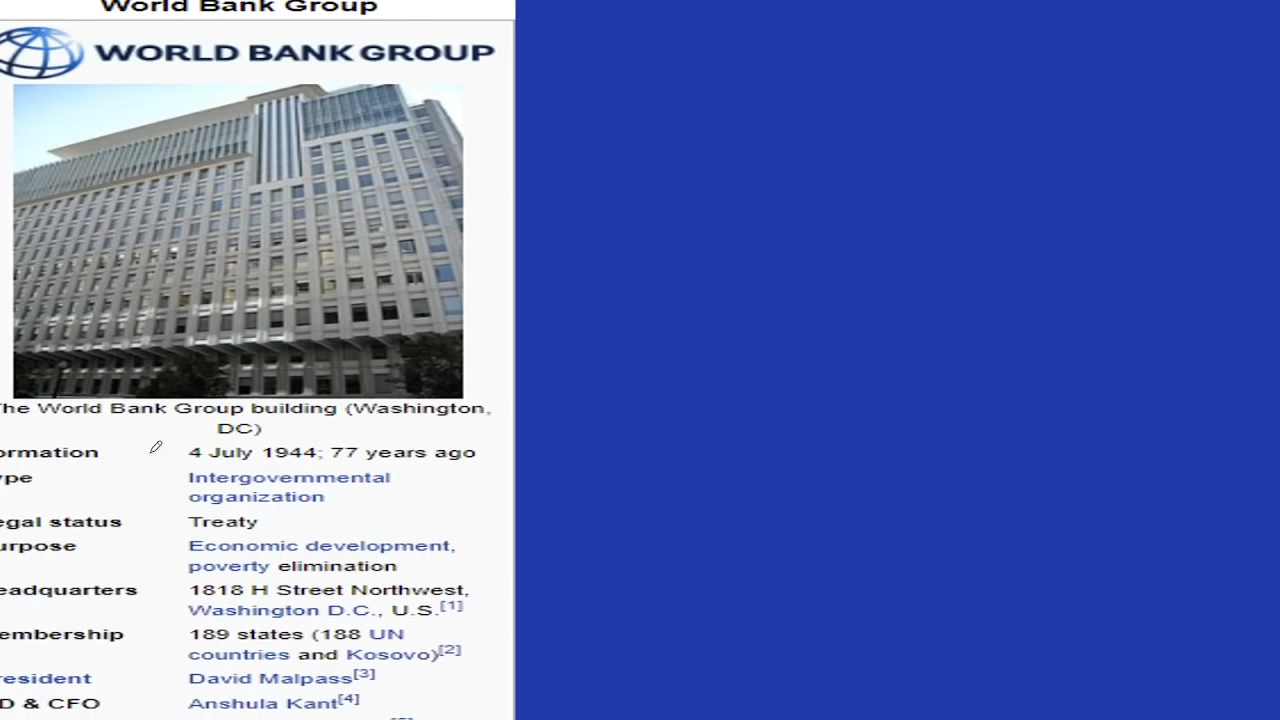 World Bank Group
WORLD BANK GROUP
The World Bank Group building (Washington,
DC)
ormation 4 July 1944; 77 years ago
ype Intergovernmental
organization
egal status Treaty
urpose Economic development,
poverty elimination
eadquarters 1818 H Street Northwest,
Washington D.C., U.S.[1]
embership 189 states (188 UN
countries and Kosovo)[2]
resident David Malpass[3]
D & CFO Anshula Kant[4]